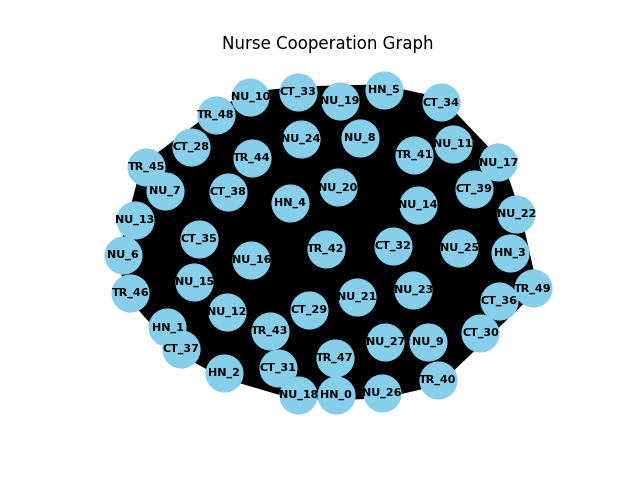 Nurse Cooperation Graph
HN_5
CT_33
NU_10
NU_19
CT_34
TR_48
NU_24
NU_8
NU_11
CT_28
TR_41
TR_44
NU_17
TR_45
NU_20
CT_39
NU_7
CT_38
HN_4
NU_14
NU_22
NU_13
CT_35
CT_32
NU_25
TR_42
HN_3
NU_6
NU_16
NU_15
TR_49
NU_23
TR_46
NU_21
CT_36
CT_29
NU_12
HN_1
TR_43
CT_30
NU_27
NU_9
CT_37
TR_47
CT_31
HN_2
TR_40
NU_26
NU_18
HN_0